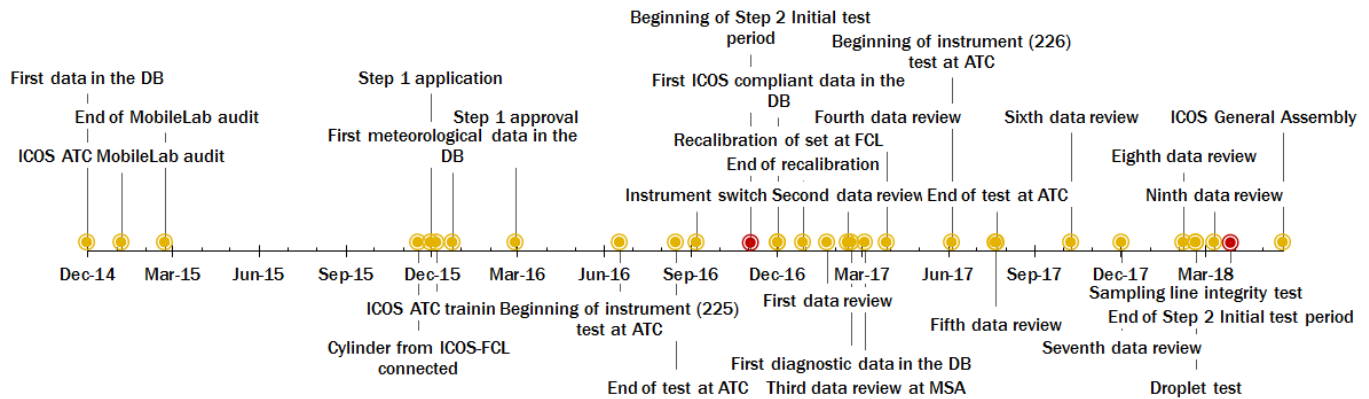 Beginning of Step 2 Initial test
period
Beginning of instrument (226)
test at ATC
First data in the DB
Step 1 application
First ICOS compliant data in the
DB
End of MobileLab audit
Step 1 approval
Fourth data review
Sixth data review
ICOS General Assembly
First meteorological data in the
DB
Recalibration of set at FCL
ICOS ATC MobileLab audit
End of recalibration
Eighth data review
Instrument switch
Second data review
End of test at ATC
Ninth data review
Dec-14
Mar-15
Jun-15
Sep-15
Dec-15
Mar-16
Jun-16
Sep-16
Dec-16
Mar-17
Jun-17
Sep-17
Dec-17
Mar-18
ICOS ATC trainin
Beginning of instrument (225)
test at ATC
First data review
Sampling line integrity test
End of Step 2 Initial test period
Fifth data review
Cylinder from ICOS-FCL
connected
Seventh data review
First diagnostic data in the DB
End of test at ATC
Third data review at MSA
Droplet test